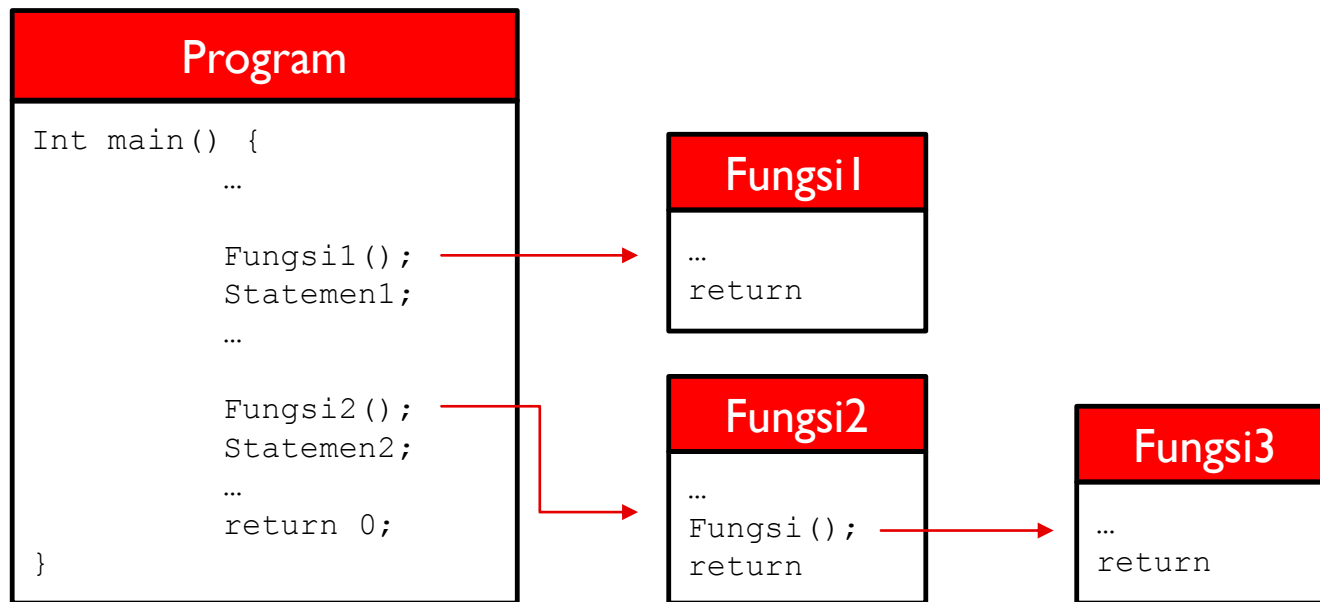 Program
Int main() {
…
Fungsi1();
Statemen1;
…
Fungsi2();
Statemen2;
…
return 0;
}
Fungsi1
…
return
Fungsi2
…
Fungsi();
return
Fungsi3
…
return